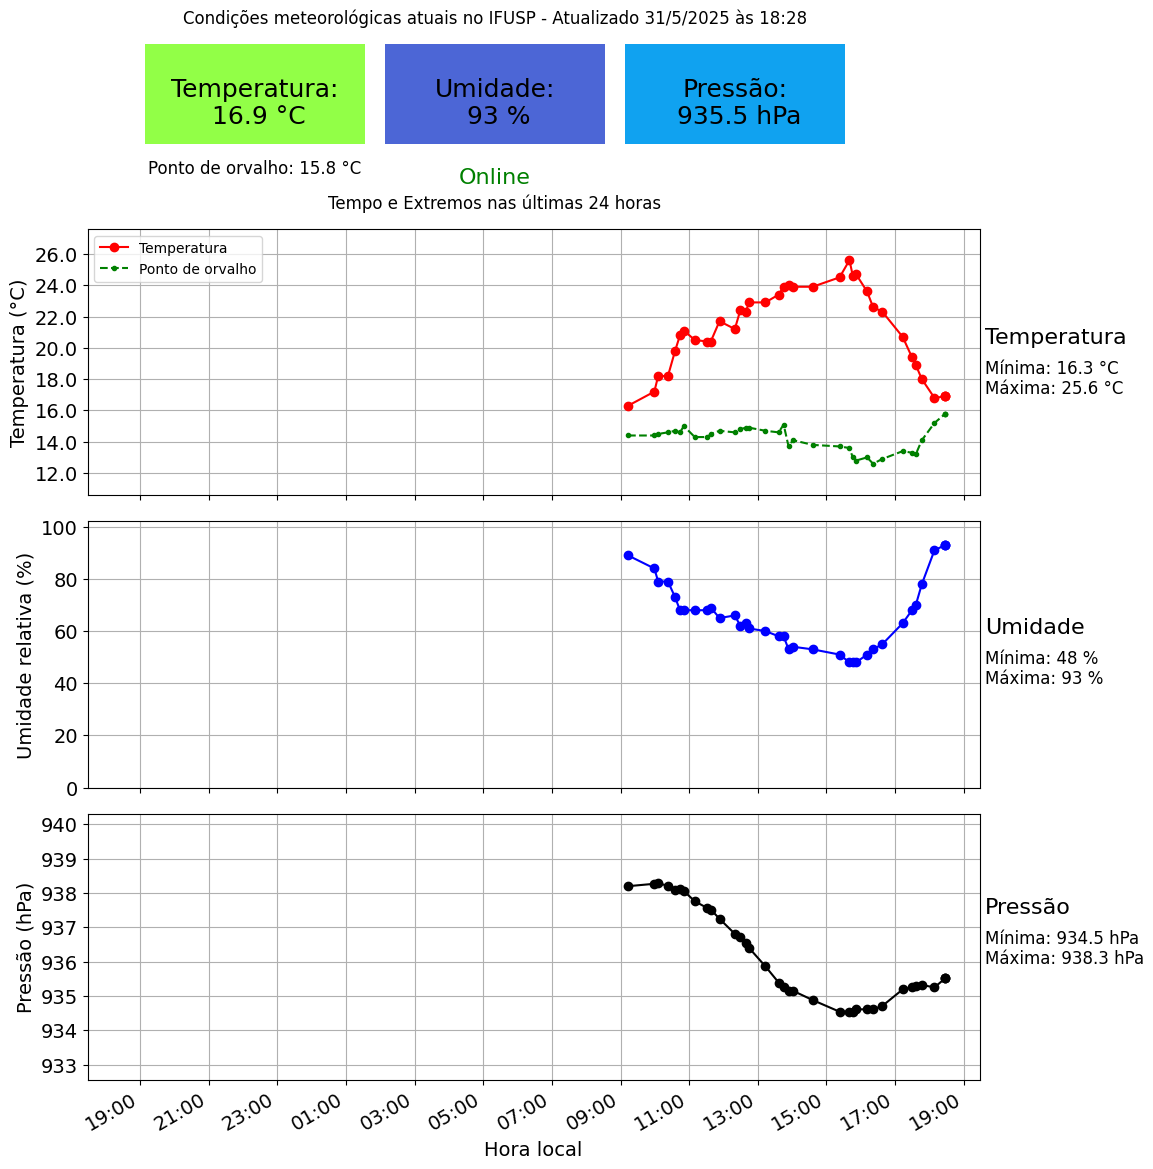 Condições meteorológicas atuais no IFUSP - Atualizado 31/5/2025 às 18:28
Temperatura:
16.9 °C
Umidade:
93 %
Pressão:
935.5 hPa
Ponto de orvalho: 15.8 °C
Online
Tempo e Extremos nas últimas 24 horas
Temperatura (°C)
26.0
24.0
22.0
20.0
18.0
16.0
14.0
12.0
Temperatura
Ponto de orvalho
Temperatura
Mínima: 16.3 °C
Máxima: 25.6 °C
Umidade relativa (%)
100
80
60
40
20
0
Umidade
Mínima: 48 %
Máxima: 93 %
Pressão (hPa)
940
939
938
937
936
935
934
933
Pressão
Mínima: 934.5 hPa
Máxima: 938.3 hPa
19:00 21:00 23:00 01:00 03:00 05:00 07:00 09:00 11:00 13:00 15:00 17:00 19:00
Hora local